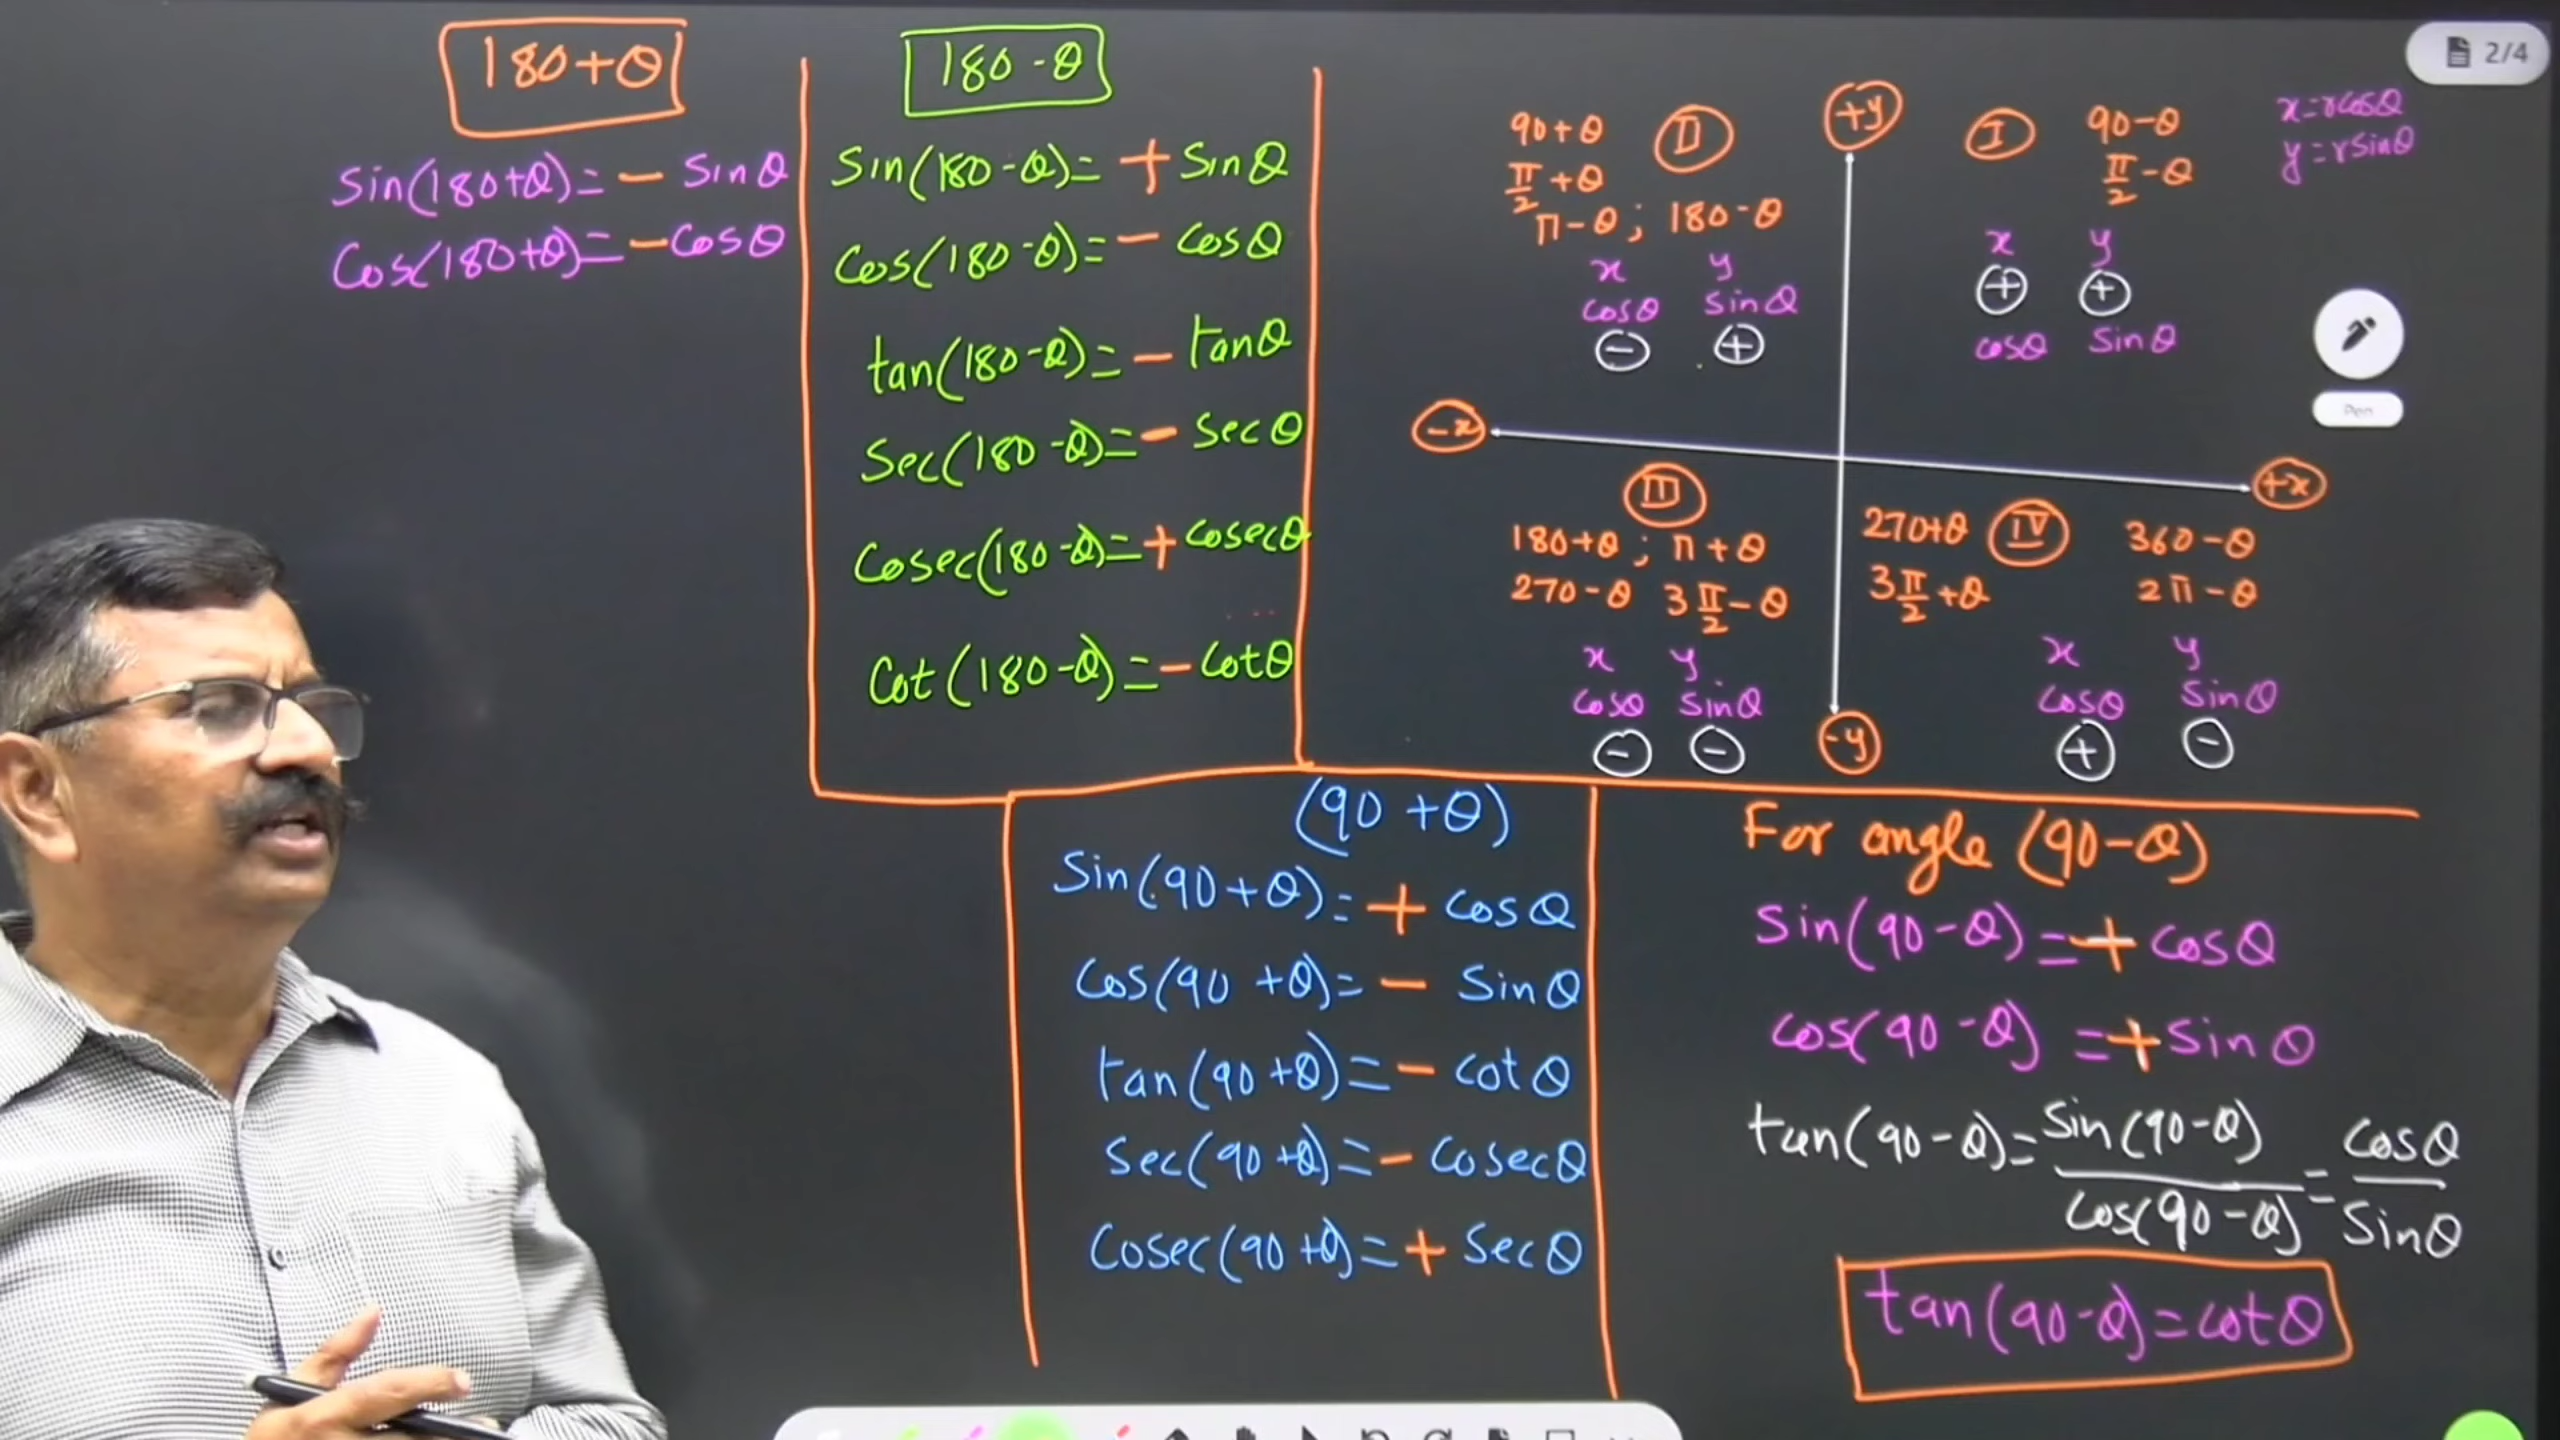 180+θ
Sin(180+θ)=- Sinθ
Cos(180+θ)=-Cosθ
180-θ
Sin(180-θ)=+Sinθ
Cos(180-θ)=- Cosθ
tan(180-θ)=- tanθ
Sec(180-θ)=- Secθ
Cosec(180-θ)=+Cosecθ
Cot(180-θ)=-Cotθ
2/4
90+θ II
π/2+θ
π-θ ; 180-θ
x y
cosθ sinθ
- +
+y
I 90-θ
π/2-θ
x y
+ +
cosθ Sinθ
x=rcosθ
y=rsinθ
Pen
-x
+x
III
180+θ ; π+θ
270-θ 3π/2-θ
x y
cosθ Sinθ
- -
-y
270+θ IV 360-θ
3π/2+θ 2π-θ
x y
Cosθ Sinθ
+ -
(90+θ)
Sin(90+θ)=+ Cosθ
Cos(90+θ)=- Sinθ
tan(90+θ)=- cotθ
Sec(90+θ)=- Cosecθ
Cosec(90+θ)=+ Secθ
For angle (90-θ)
Sin(90-θ)=+ Cosθ
Cos(90-θ)=+Sinθ
tan(90-θ)=Sin(90-θ)/Cos(90-θ)=Cosθ/Sinθ
tan(90-θ)=cotθ